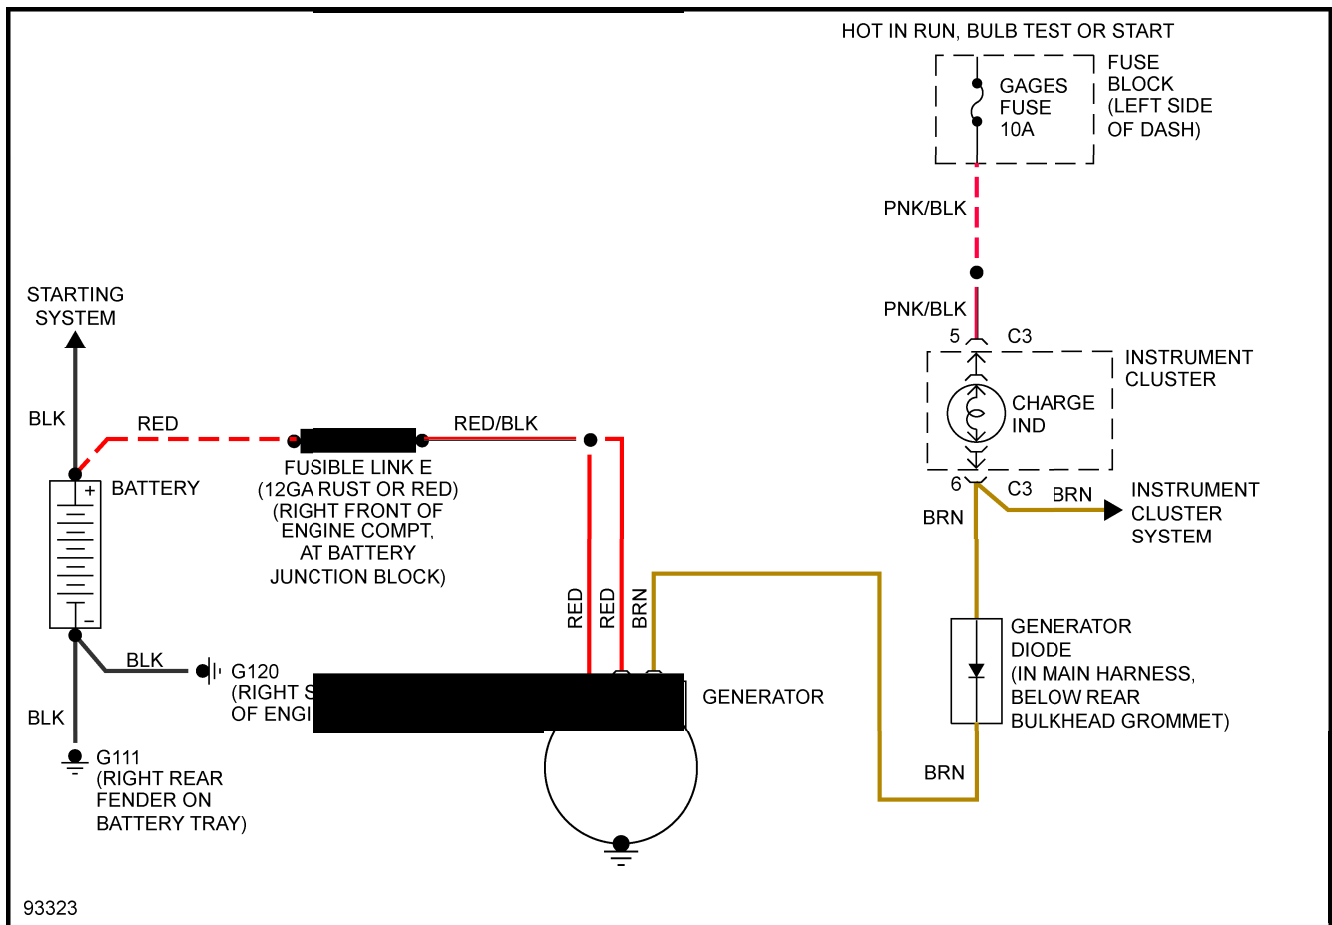 HOT IN RUN, BULB TEST OR START
FUSE
BLOCK
(LEFT SIDE
OF DASH)
GAGES
FUSE
10A
PNK/BLK
PNK/BLK
5
C3
INSTRUMENT
CLUSTER
CHARGE
IND
6
C3
BRN
BRN
INSTRUMENT
CLUSTER
SYSTEM
STARTING
SYSTEM
BLK
RED
RED/BLK
FUSIBLE LINK E
(12GA RUST OR RED)
(RIGHT FRONT OF
ENGINE COMPT,
AT BATTERY
JUNCTION BLOCK)
+
BATTERY
–
RED
RED
BRN
GENERATOR
DIODE
(IN MAIN HARNESS,
BELOW REAR
BULKHEAD GROMMET)
BLK
G120
(RIGHT
OF
GENERATOR
BLK
G111
(RIGHT REAR
FENDER ON
BATTERY TRAY)
BRN
93323